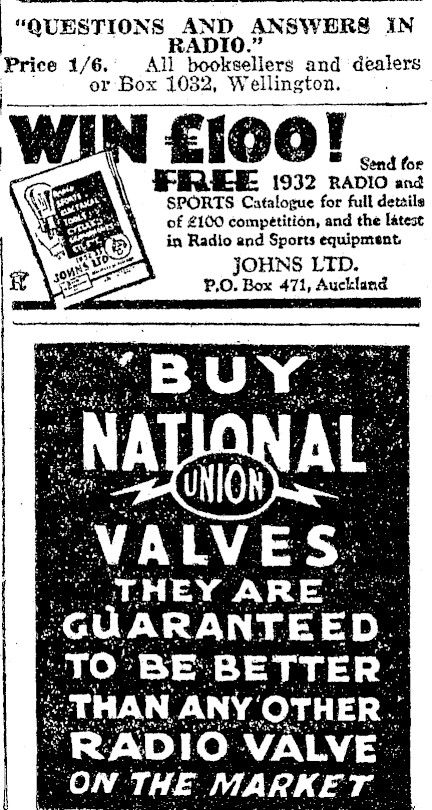 "QUESTIONS AND ANSWERS IN
RADIO."
Price 1/6. All booksellers and dealers
or Box 1032, Wellington.
WIN £100!
Send for
FREE 1932 RADIO and
SPORTS Catalogue for full details
of £100 competition, and the latest
in Radio and Sports equipment.
JOHNS LTD.
P.O. Box 471, Auckland
JOHNS LTD
BUY
NATIONAL
UNION
VALVES
THEY ARE
GUARANTEED
TO BE BETTER
THAN ANY OTHER
RADIO VALVE
ON THE MARKET